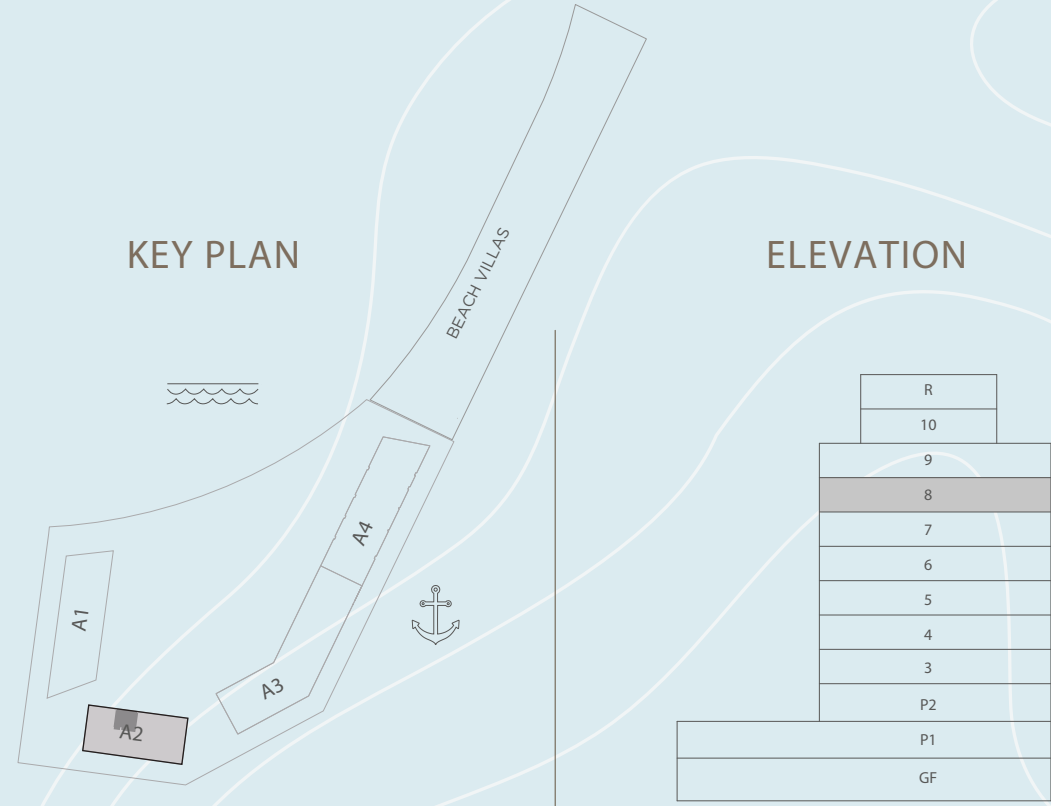 KEY PLAN
BEACH VILLAS
A4
A1
A3
A2
ELEVATION
R
10
9
8
7
6
5
4
3
P2
P1
GF